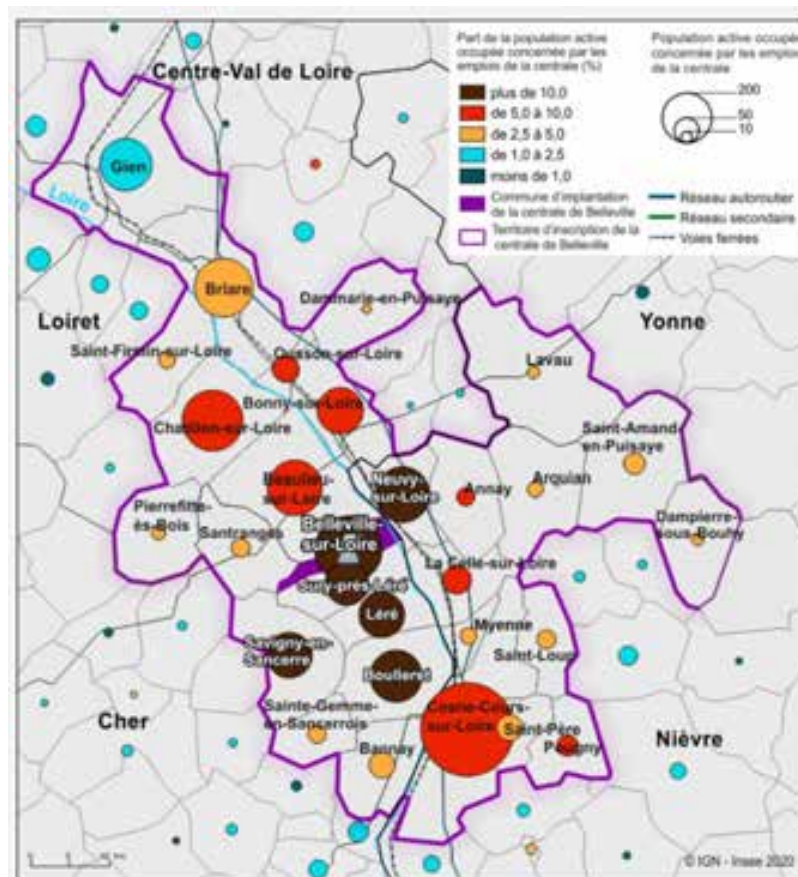 Part de la population active
occupée concernée par les
emplois de la centrale (%)
plus de 10,0
de 5,0 à 10,0
de 2,5 à 5,0
de 1,0 à 2,5
moins de 1,0
Commune d'implantation
de la centrale de Belleville
Territoire d'inscription de la
centrale de Belleville
Population active occupée
concernée par les emplois
de la centrale
200
50
10
Réseau autoroutier
Réseau secondaire
Voies ferrées
Centre-Val de Loire
Gien
Loire
Briare
Dammarie-en-Puisaye
Loiret
Yonne
Saint-Firmin-sur-Loire
Ousson-sur-Loire
Lavau
Bonny-sur-Loire
Chatillon-sur-Loire
Saint-Amand
en-Puisaye
Beaulieu
sur-Loire
Neuvy
sur-Loire
Annay
Arquian
Pierrefitte
ès-Bois
Santranges
Belleville-
sur-Loire
Dampierre-
sous-Bouhy
Sury-près-Léré
La Celle-sur-Loire
Léré
Myenne
Saint-Loup
Savigny-en-
Sancerre
Boulleret
Cher
Sainte-Gemme-
en-Sancerrois
Cosne-Cours-
sur-Loire
Saint-Père
Pougny
Nièvre
Bannay
© IGN - Insee 2020